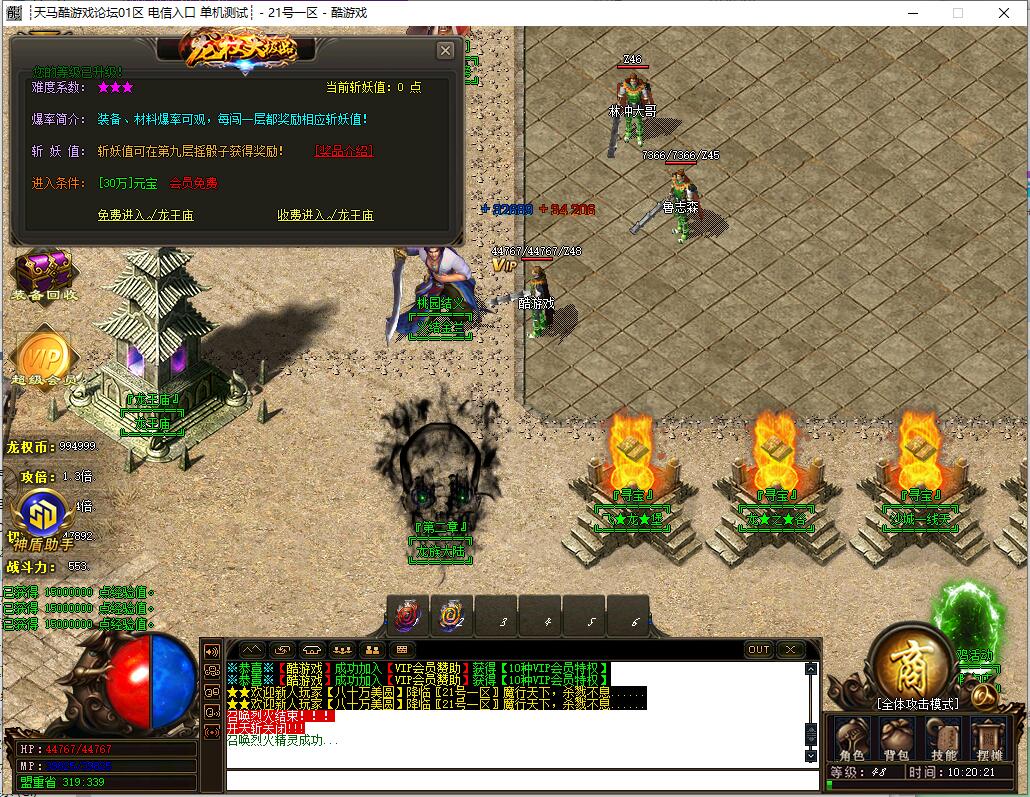 天马酷游戏论坛01区 电信入口 单机测试 - 21号一区 - 酷游戏
您的等级已升级!
难度系数： ★★★ 当前斩妖值：0 点
爆率简介： 装备、材料爆率可观，每闯一层都奖励相应斩妖值！
斩 妖 值： 斩妖值可在第九层摇骰子获得奖励！ [奖品介绍]
进入条件： [30万]元宝 会员免费
免费进入√龙王庙 收费进入√龙王庙
Z46
林冲大哥
7366/7366/Z45
鲁志森
44767/44767/Z48
VIP
酷游戏
装备回收
桃园结义
义结金兰
VIP
超级会员
『龙王庙』
龙王庙
龙权币：994999
攻倍：1.3倍
神盾助手
战斗力： 553
『第二章』
龙族大陆
『寻宝』
『寻宝』
『寻宝』
沙城一线天
已获得 15000000 点经验值。
已获得 15000000 点经验值。
已获得 15000000 点经验值。
1 2 3 4 5 6
OUT X
※恭喜※【酷游戏】成功加入【VIP会员赞助】获得【10种VIP会员特权】
※恭喜※【酷游戏】成功加入【VIP会员赞助】获得【10种VIP会员特权】
★★欢迎新人玩家【八十万美圆】降临〖21号一区〗魔行天下，杀戮不息......
★★欢迎新人玩家【八十万美圆】降临〖21号一区〗魔行天下，杀戮不息......
召唤烈火结束！！！
开天斩关闭!!!
召唤烈火精灵成功...
商
[全体攻击模式]
角色 背包 技能 摆摊
等级：48 时间：10:20:21
HP：44767/44767
盟重省 319:339